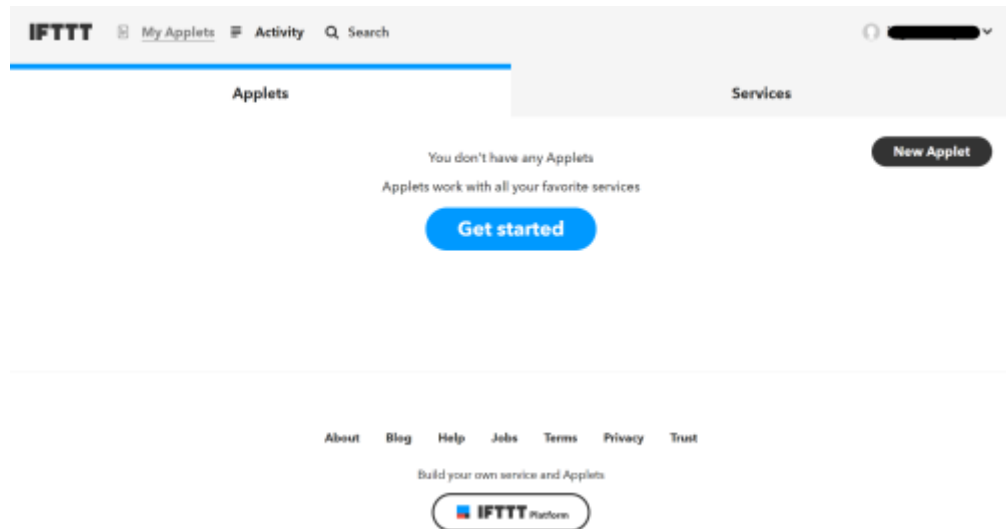 IFTTT My Applets Activity Search
Applets Services
You don't have any Applets
New Applet
Applets work with all your favorite services
Get started
About Blog Help Jobs Terms Privacy Trust
Build your own service and Applets
IFTTT Platform